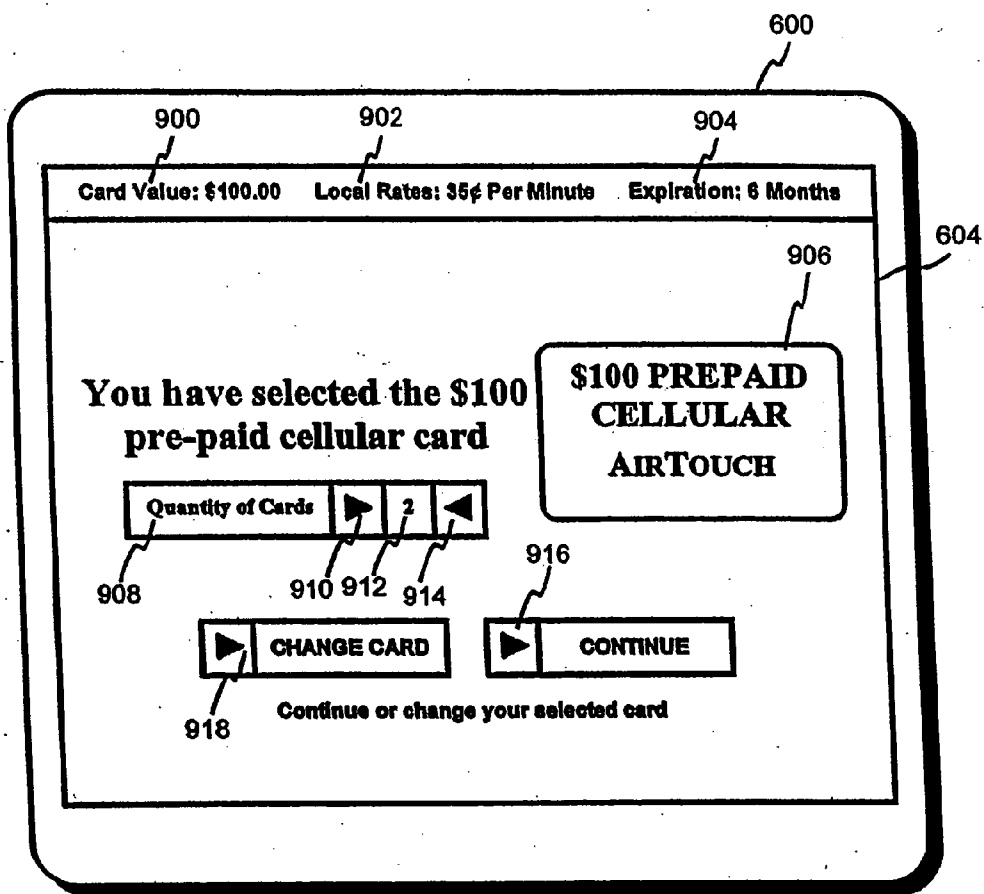 600
900
902
904
Card Value: $100.00 Local Rates: 35¢ Per Minute Expiration: 6 Months
604
906
You have selected the $100
pre-paid cellular card
$100 PREPAID
CELLULAR
AIRTOUCH
Quantity of Cards ▶ 2 ◀
908
910
912
914
916
▶ CHANGE CARD
▶ CONTINUE
918
Continue or change your selected card